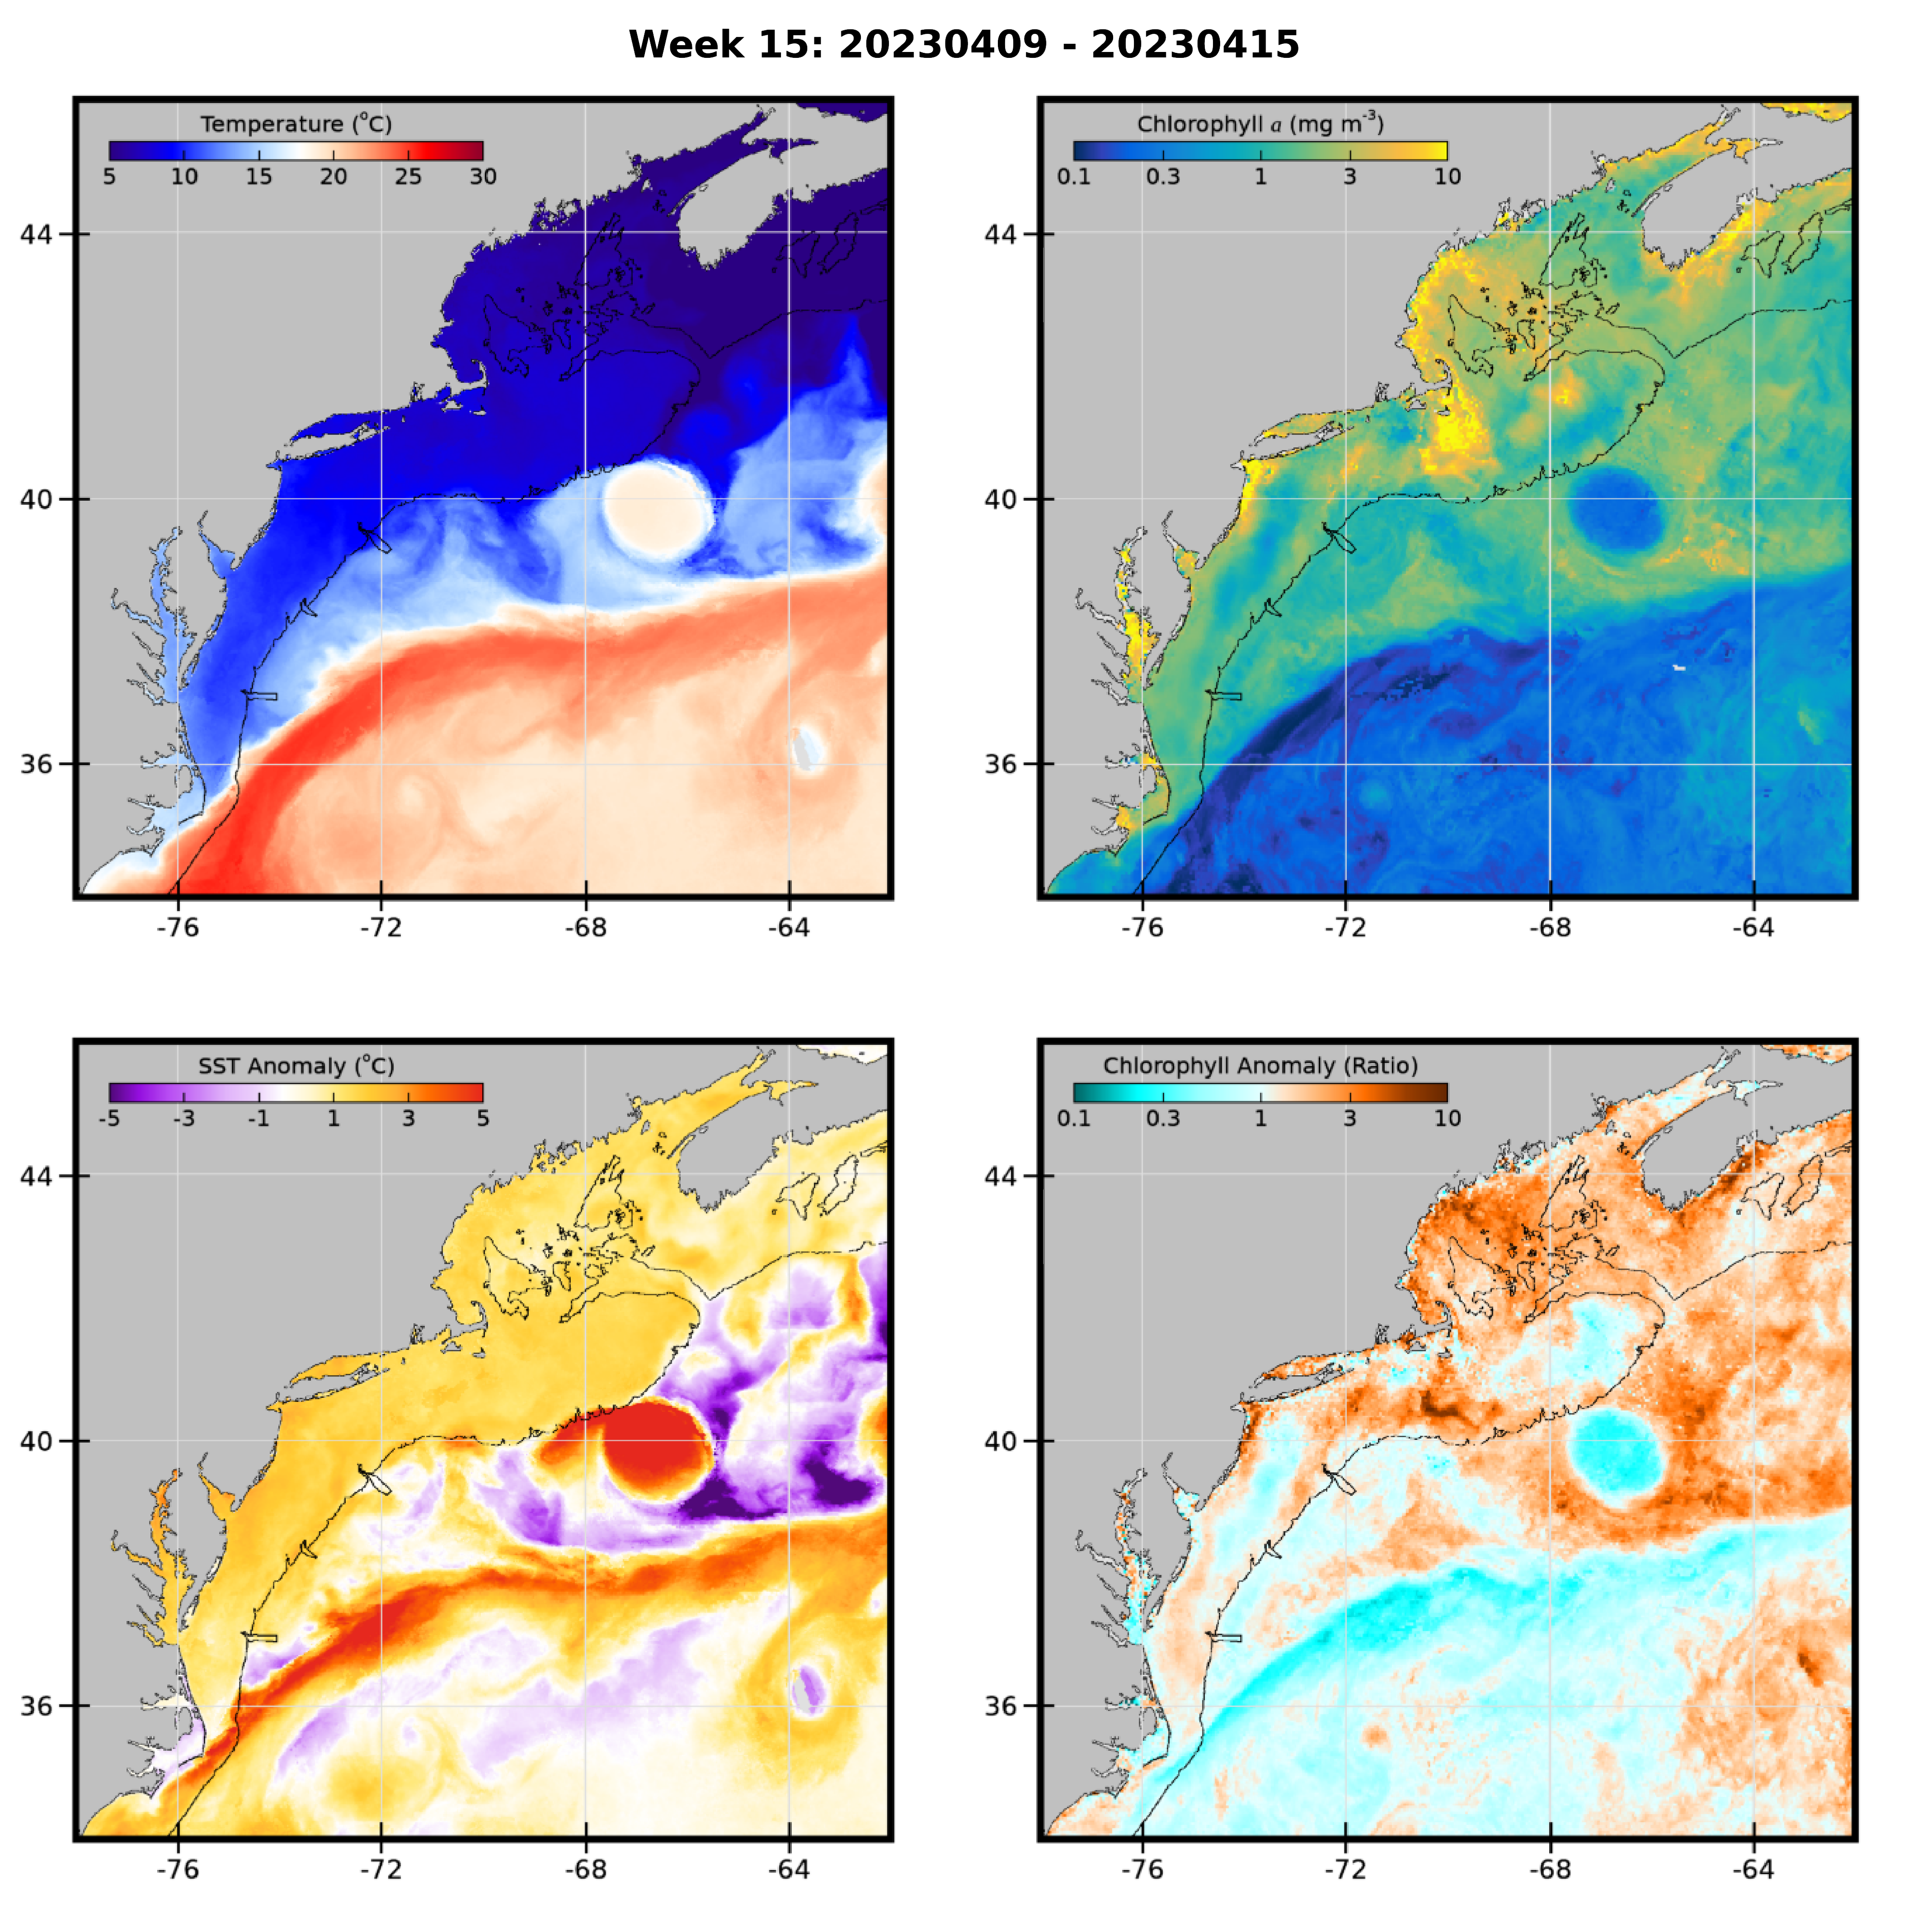 Week 15: 20230409 - 20230415
Temperature (°C)
5 10 15 20 25 30
44
40
36
-76 -72 -68 -64
Chlorophyll a (mg m⁻³)
0.1 0.3 1 3 10
44
40
36
-76 -72 -68 -64
SST Anomaly (°C)
-5 -3 -1 1 3 5
44
40
36
-76 -72 -68 -64
Chlorophyll Anomaly (Ratio)
0.1 0.3 1 3 10
44
40
36
-76 -72 -68 -64